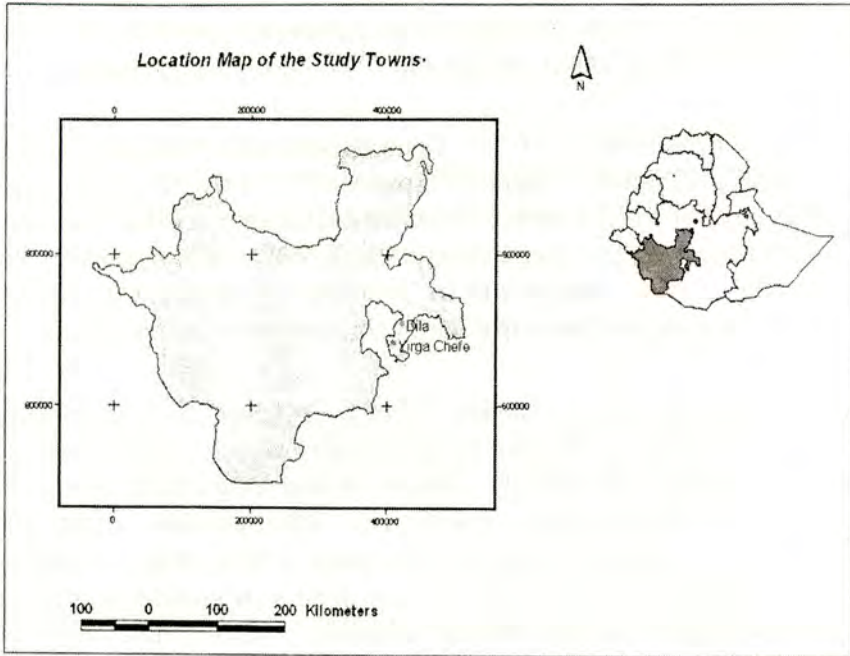 Location Map of the Study Towns·
N
0 200000 400000
800000 800000
Dila
Yirga Chefe
600000 600000
0 200000 400000
100 0 100 200 Kilometers